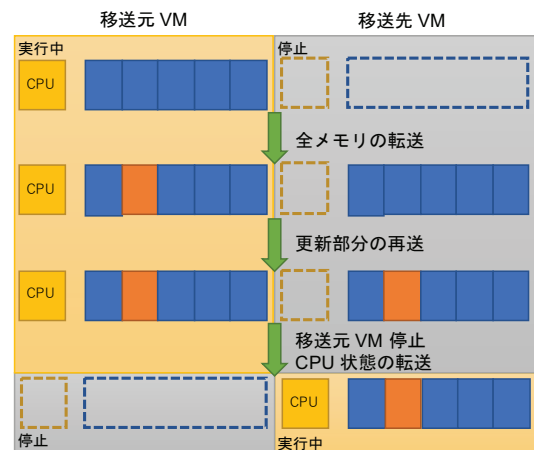 移送元 VM
移送先 VM
実行中
停止
CPU
全メモリの転送
CPU
更新部分の再送
CPU
移送元 VM 停止
CPU 状態の転送
CPU
停止
実行中